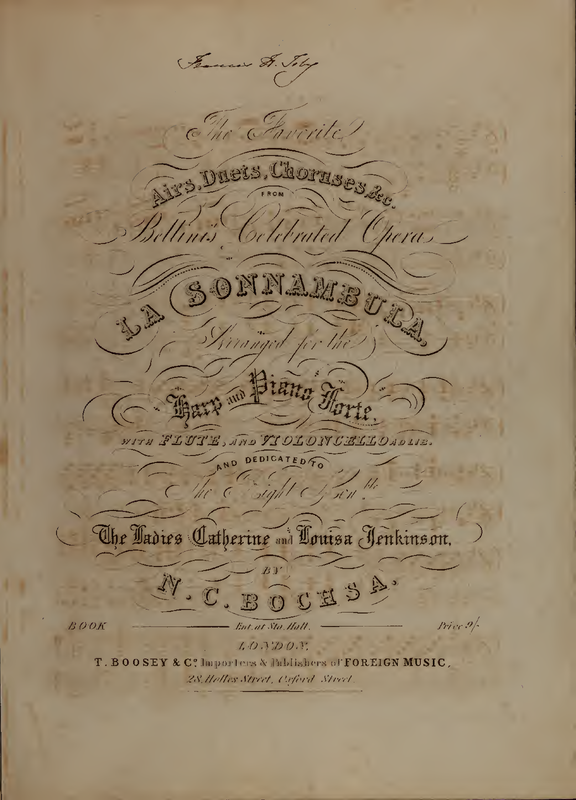 Frances H. Toby
The Favorite
Airs, Duets, Choruses, &c.
FROM
Bellini's Celebrated Opera
LA SONNAMBULA,
Arranged for the
Harp and Piano Forte,
WITH FLUTE, AND VIOLONCELLO AD LIB.
AND DEDICATED TO
The Right Honble
The Ladies Catherine and Louisa Jenkinson,
BY
N. C. BOCHSA.
BOOK Ent. at Sta. Hall. Price 9/-
LONDON,
T. BOOSEY & Co. Importers & Publishers of FOREIGN MUSIC,
28, Holles Street, Oxford Street